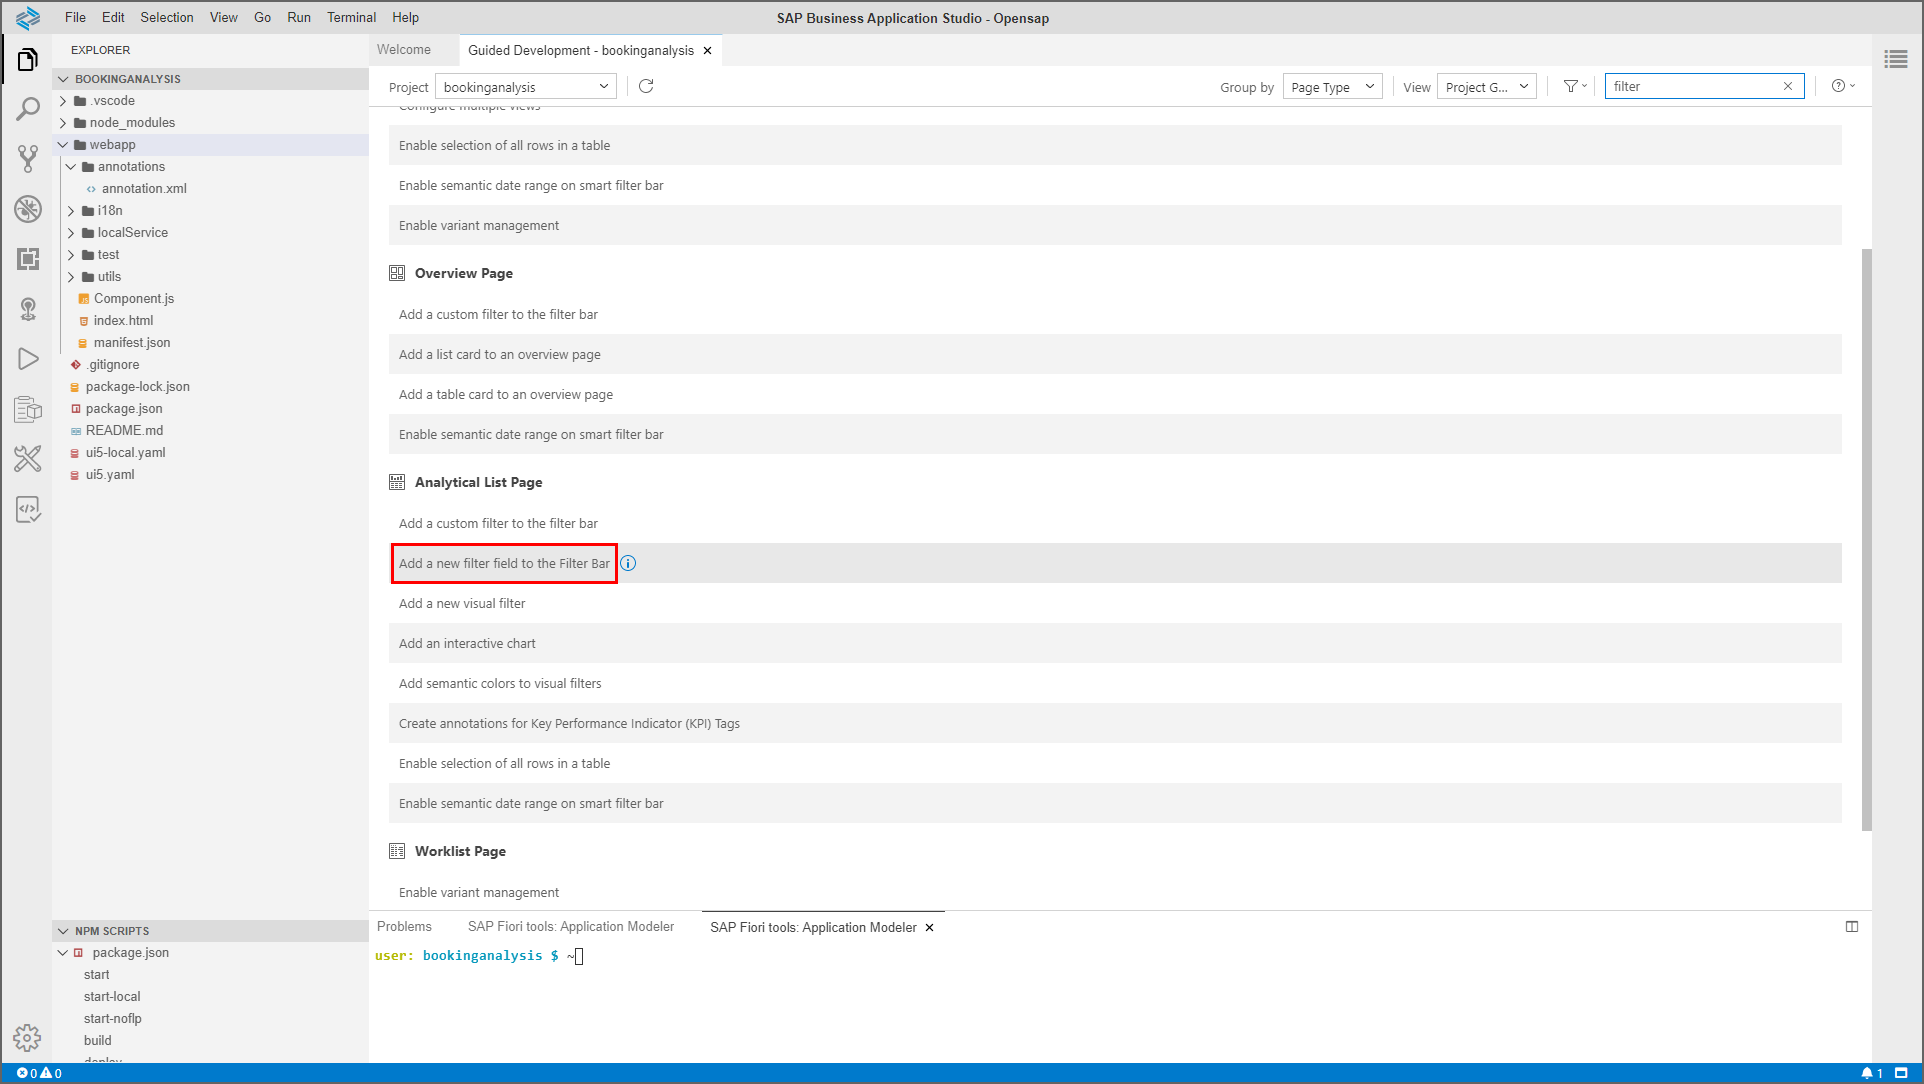 File Edit Selection View Go Run Terminal Help
SAP Business Application Studio - Opensap
EXPLORER
BOOKINGANALYSIS
.vscode
node_modules
webapp
annotations
annotation.xml
i18n
localService
test
utils
Component.js
index.html
manifest.json
.gitignore
package-lock.json
package.json
README.md
ui5-local.yaml
ui5.yaml
NPM SCRIPTS
package.json
start
start-local
start-noflp
build
deploy
Welcome
Guided Development - bookinganalysis
Project bookinganalysis
Group by Page Type
View Project G...
filter
Configure multiple views
Enable selection of all rows in a table
Enable semantic date range on smart filter bar
Enable variant management
Overview Page
Add a custom filter to the filter bar
Add a list card to an overview page
Add a table card to an overview page
Enable semantic date range on smart filter bar
Analytical List Page
Add a custom filter to the filter bar
Add a new filter field to the Filter Bar
Add a new visual filter
Add an interactive chart
Add semantic colors to visual filters
Create annotations for Key Performance Indicator (KPI) Tags
Enable selection of all rows in a table
Enable semantic date range on smart filter bar
Worklist Page
Enable variant management
Problems
SAP Fiori tools: Application Modeler
SAP Fiori tools: Application Modeler
user: bookinganalysis $ ~
0 0
1